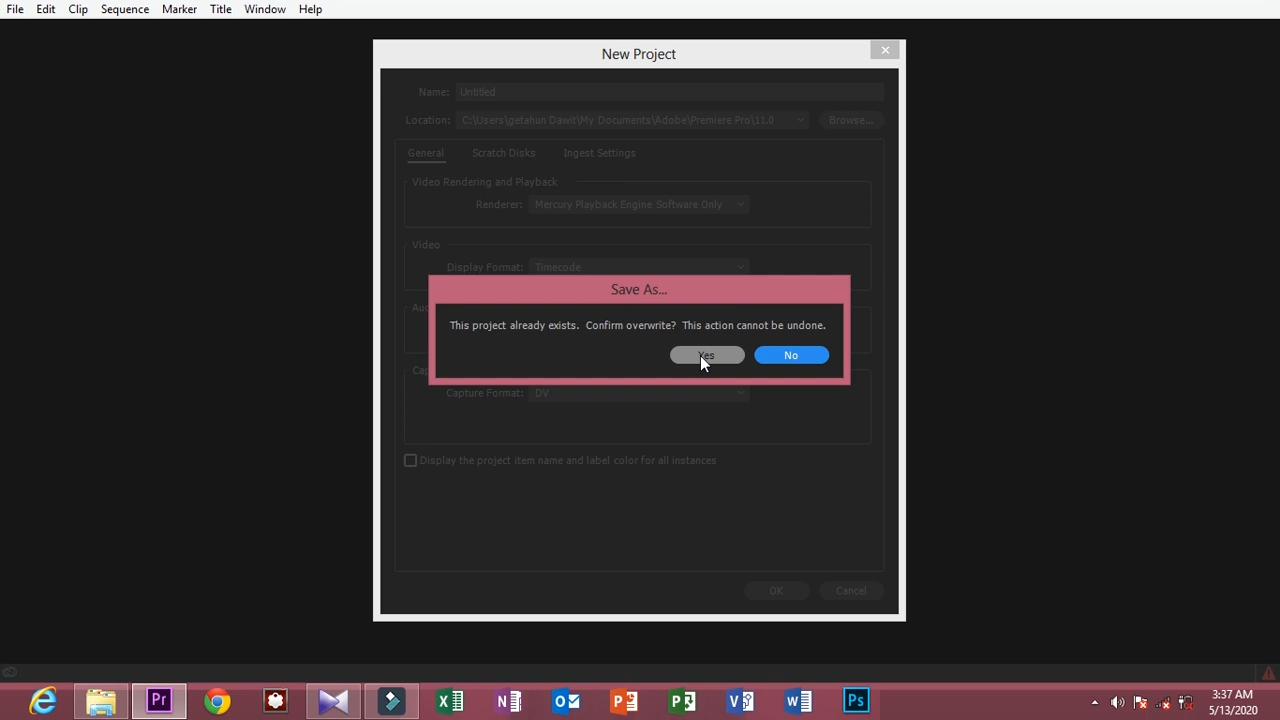 File Edit Clip Sequence Marker Title Window Help
New Project
Name: Untitled
Location: C:\Users\getahun Dawit\My Documents\Adobe\Premiere Pro\11.0 Browse...
General Scratch Disks Ingest Settings
Video Rendering and Playback
Renderer: Mercury Playback Engine Software Only
Video
Display Format: Timecode
Save As...
This project already exists. Confirm overwrite? This action cannot be undone.
Yes No
Capture Format: DV
Display the project item name and label color for all instances
OK Cancel
Pr
Ps
3:37 AM
5/13/2020